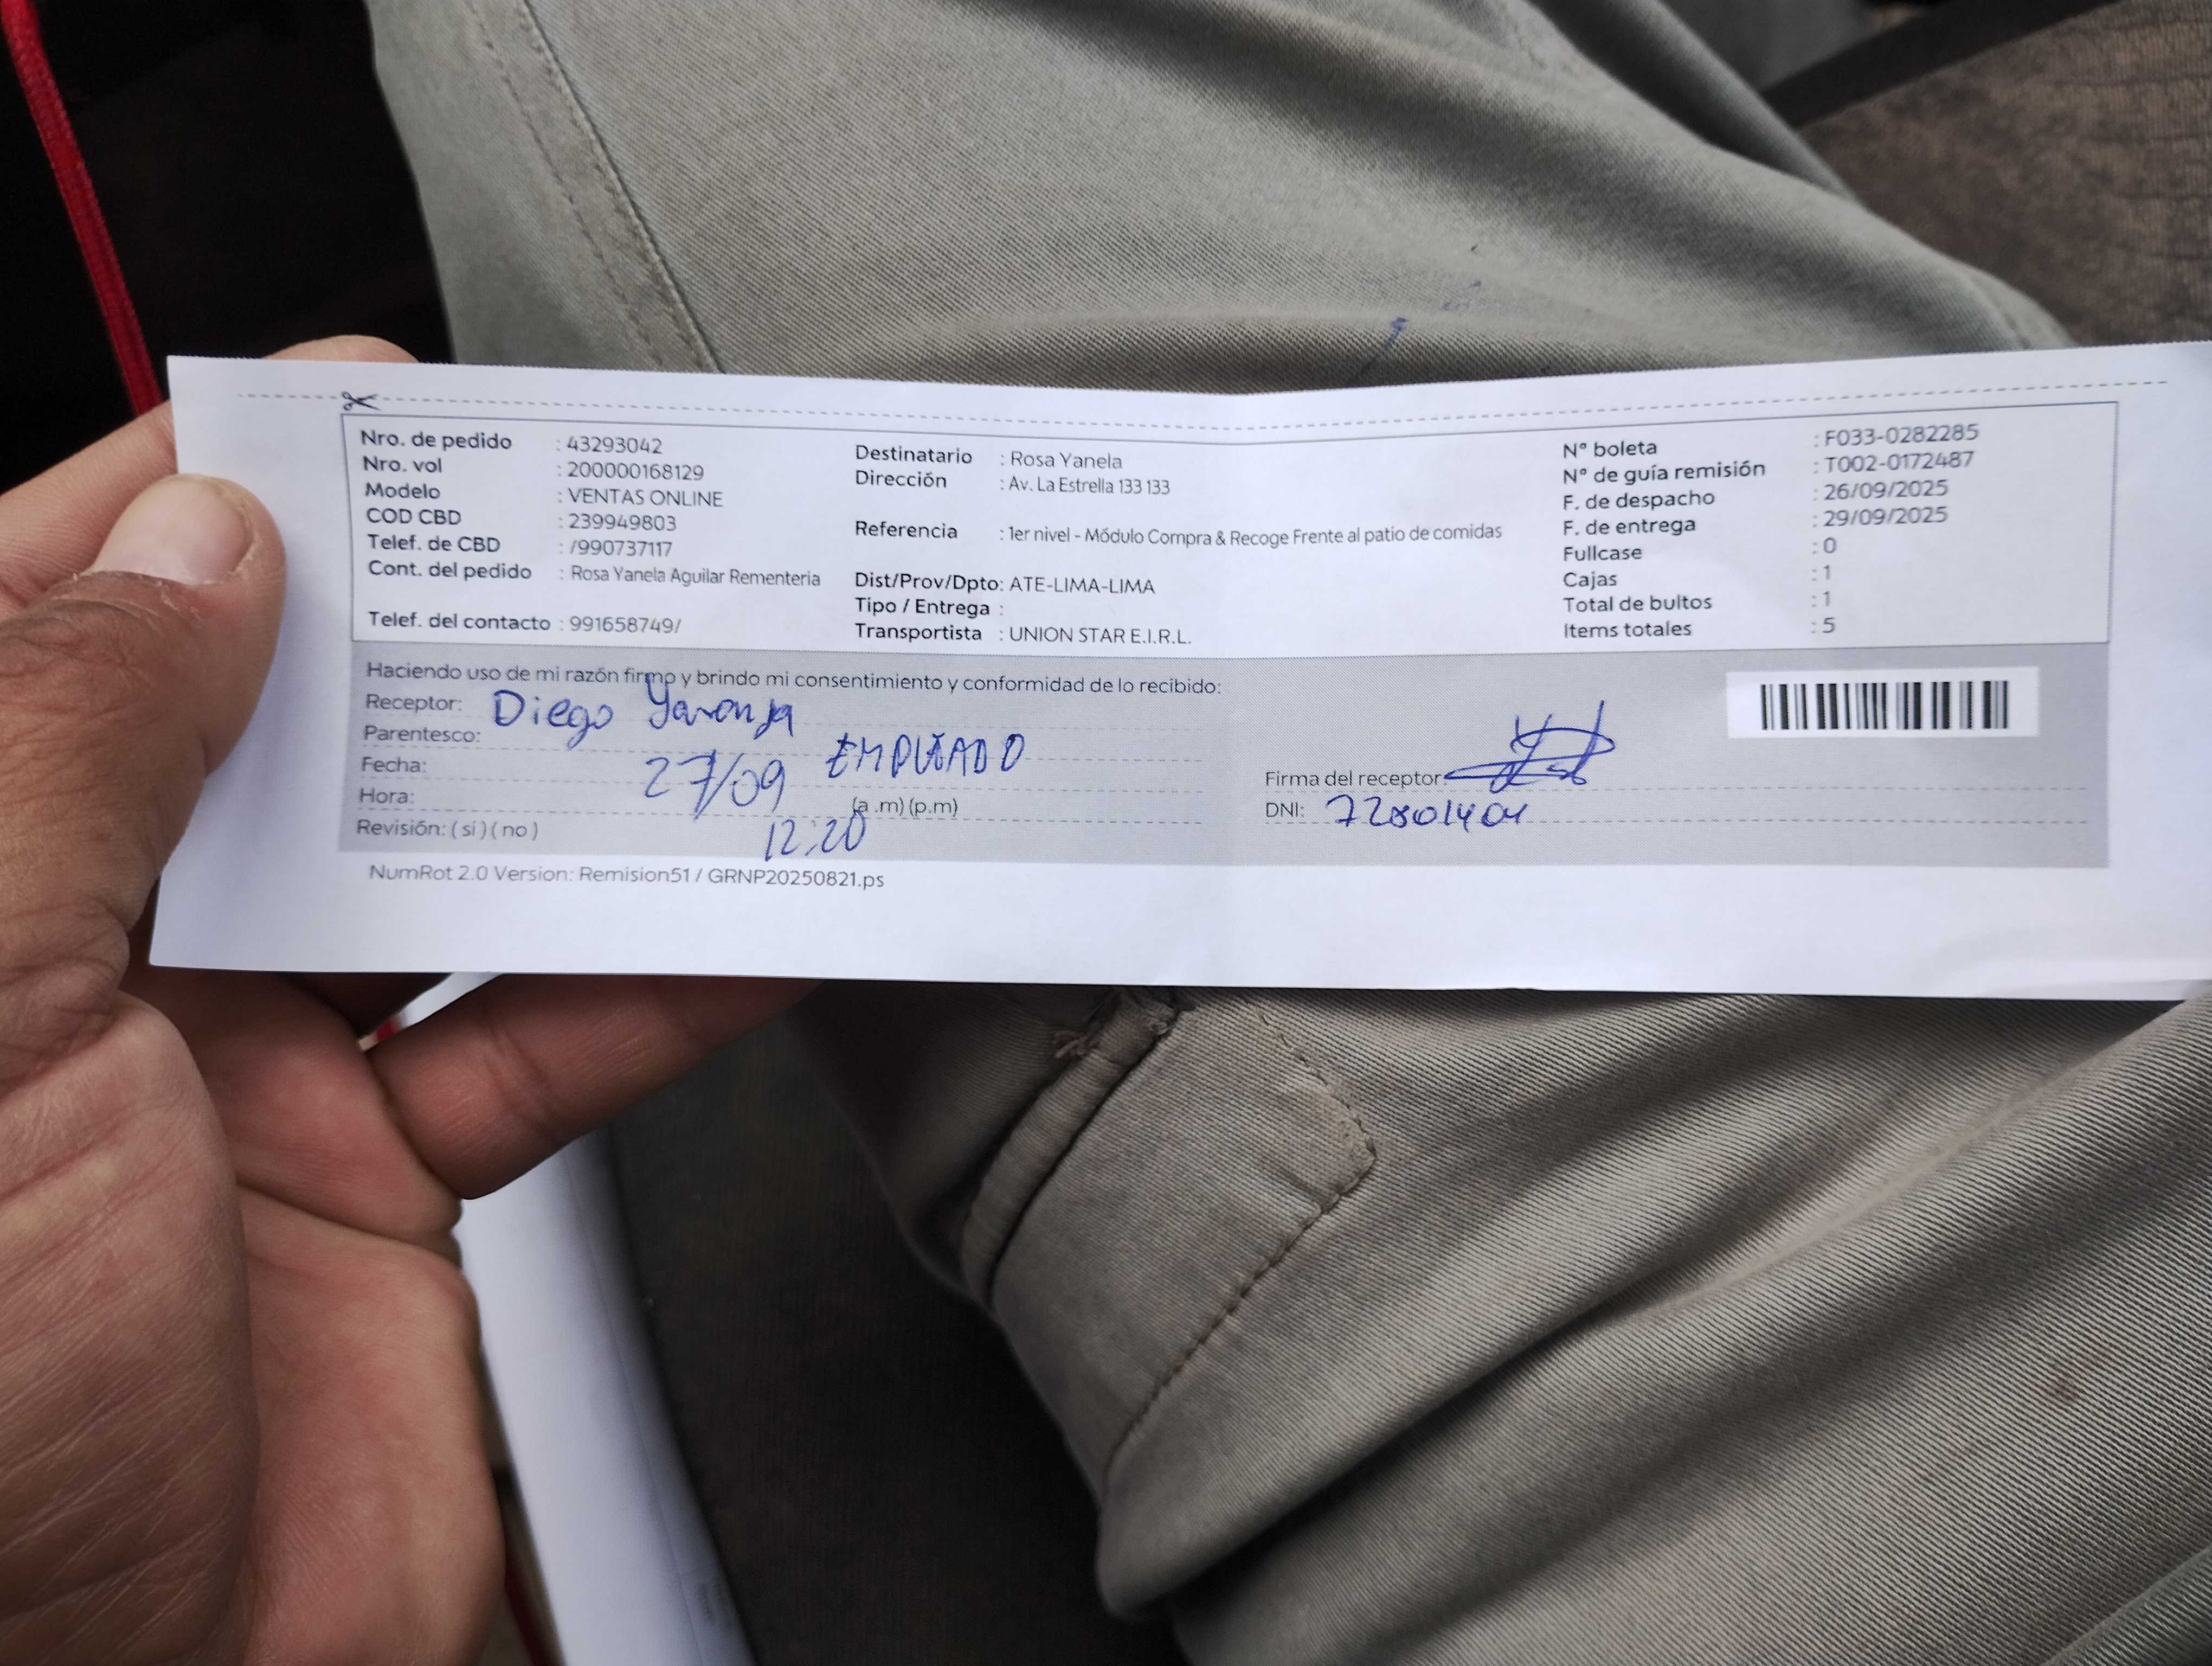 Nro. de pedido : 43293042
Nro. vol : 200000168129
Modelo : VENTAS ONLINE
COD CBD : 239949803
Telef. de CBD : /990737117
Cont. del pedido : Rosa Yanela Aguilar Rementeria
Telef. del contacto : 991658749/
Destinatario : Rosa Yanela
Dirección : Av. La Estrella 133 133
Referencia : 1er nivel - Módulo Compra & Recoge Frente al patio de comidas
Dist/Prov/Dpto: ATE-LIMA-LIMA
Tipo / Entrega :
Transportista : UNION STAR E.I.R.L.
Nº boleta : F033-0282285
Nº de guía remisión : T002-0172487
F. de despacho : 26/09/2025
F. de entrega : 29/09/2025
Fullcase : 0
Cajas : 1
Total de bultos : 1
Items totales : 5
Haciendo uso de mi razón firmo y brindo mi consentimiento y conformidad de lo recibido:
Receptor: Diego
Parentesco: EMPLEADO
Fecha: 27/09
Hora: 12:20 (a .m) (p.m)
Revisión: ( si ) ( no )
Firma del receptor:
DNI:
NumRot 2.0 Version: Remision51 / GRNP20250821.ps